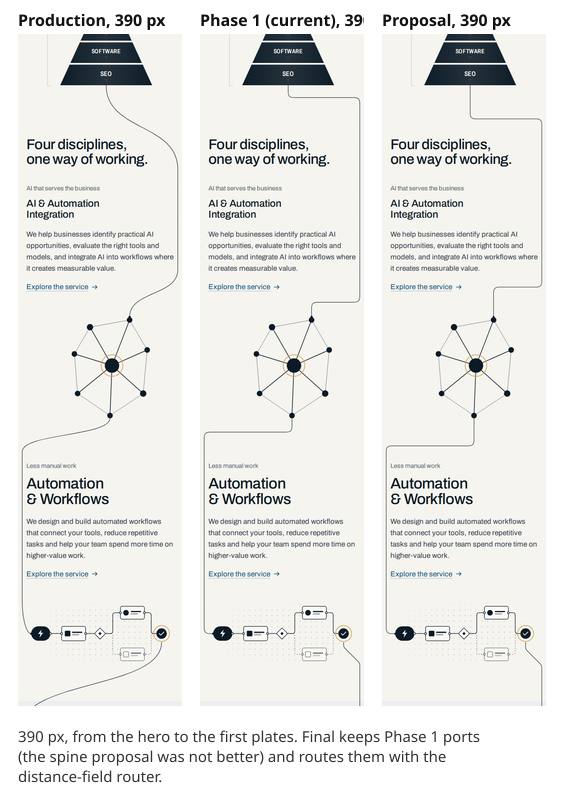 Production, 390 px
SOFTWARE
SEO
Four disciplines,
one way of working.
AI that serves the business
AI & Automation
Integration
We help businesses identify practical AI
opportunities, evaluate the right tools and
models, and integrate AI into workflows where
it creates measurable value.
Explore the service →
Less manual work
Automation
& Workflows
We design and build automated workflows
that connect your tools, reduce repetitive
tasks and help your team spend more time on
higher-value work.
Explore the service →
Phase 1 (current), 39
SOFTWARE
SEO
Four disciplines,
one way of working.
AI that serves the business
AI & Automation
Integration
We help businesses identify practical AI
opportunities, evaluate the right tools and
models, and integrate AI into workflows where
it creates measurable value.
Explore the service →
Less manual work
Automation
& Workflows
We design and build automated workflows
that connect your tools, reduce repetitive
tasks and help your team spend more time on
higher-value work.
Explore the service →
Proposal, 390 px
SOFTWARE
SEO
Four disciplines,
one way of working.
AI that serves the business
AI & Automation
Integration
We help businesses identify practical AI
opportunities, evaluate the right tools and
models, and integrate AI into workflows where
it creates measurable value.
Explore the service →
Less manual work
Automation
& Workflows
We design and build automated workflows
that connect your tools, reduce repetitive
tasks and help your team spend more time on
higher-value work.
Explore the service →
390 px, from the hero to the first plates. Final keeps Phase 1 ports
(the spine proposal was not better) and routes them with the
distance-field router.